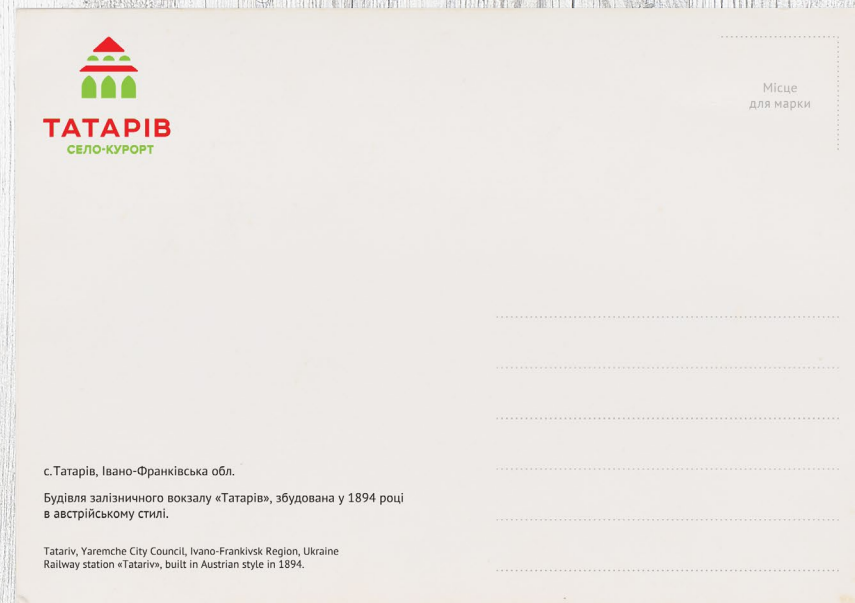 ТАТАРІВ
СЕЛО-КУРОРТ
Місце
для марки
с.Татарів, Івано-Франківська обл.
Будівля залізничного вокзалу «Татарів», збудована у 1894 році
в австрійському стилі.
Tatariv, Yaremche City Council, Ivano-Frankivsk Region, Ukraine
Railway station «Tatariv», built in Austrian style in 1894.